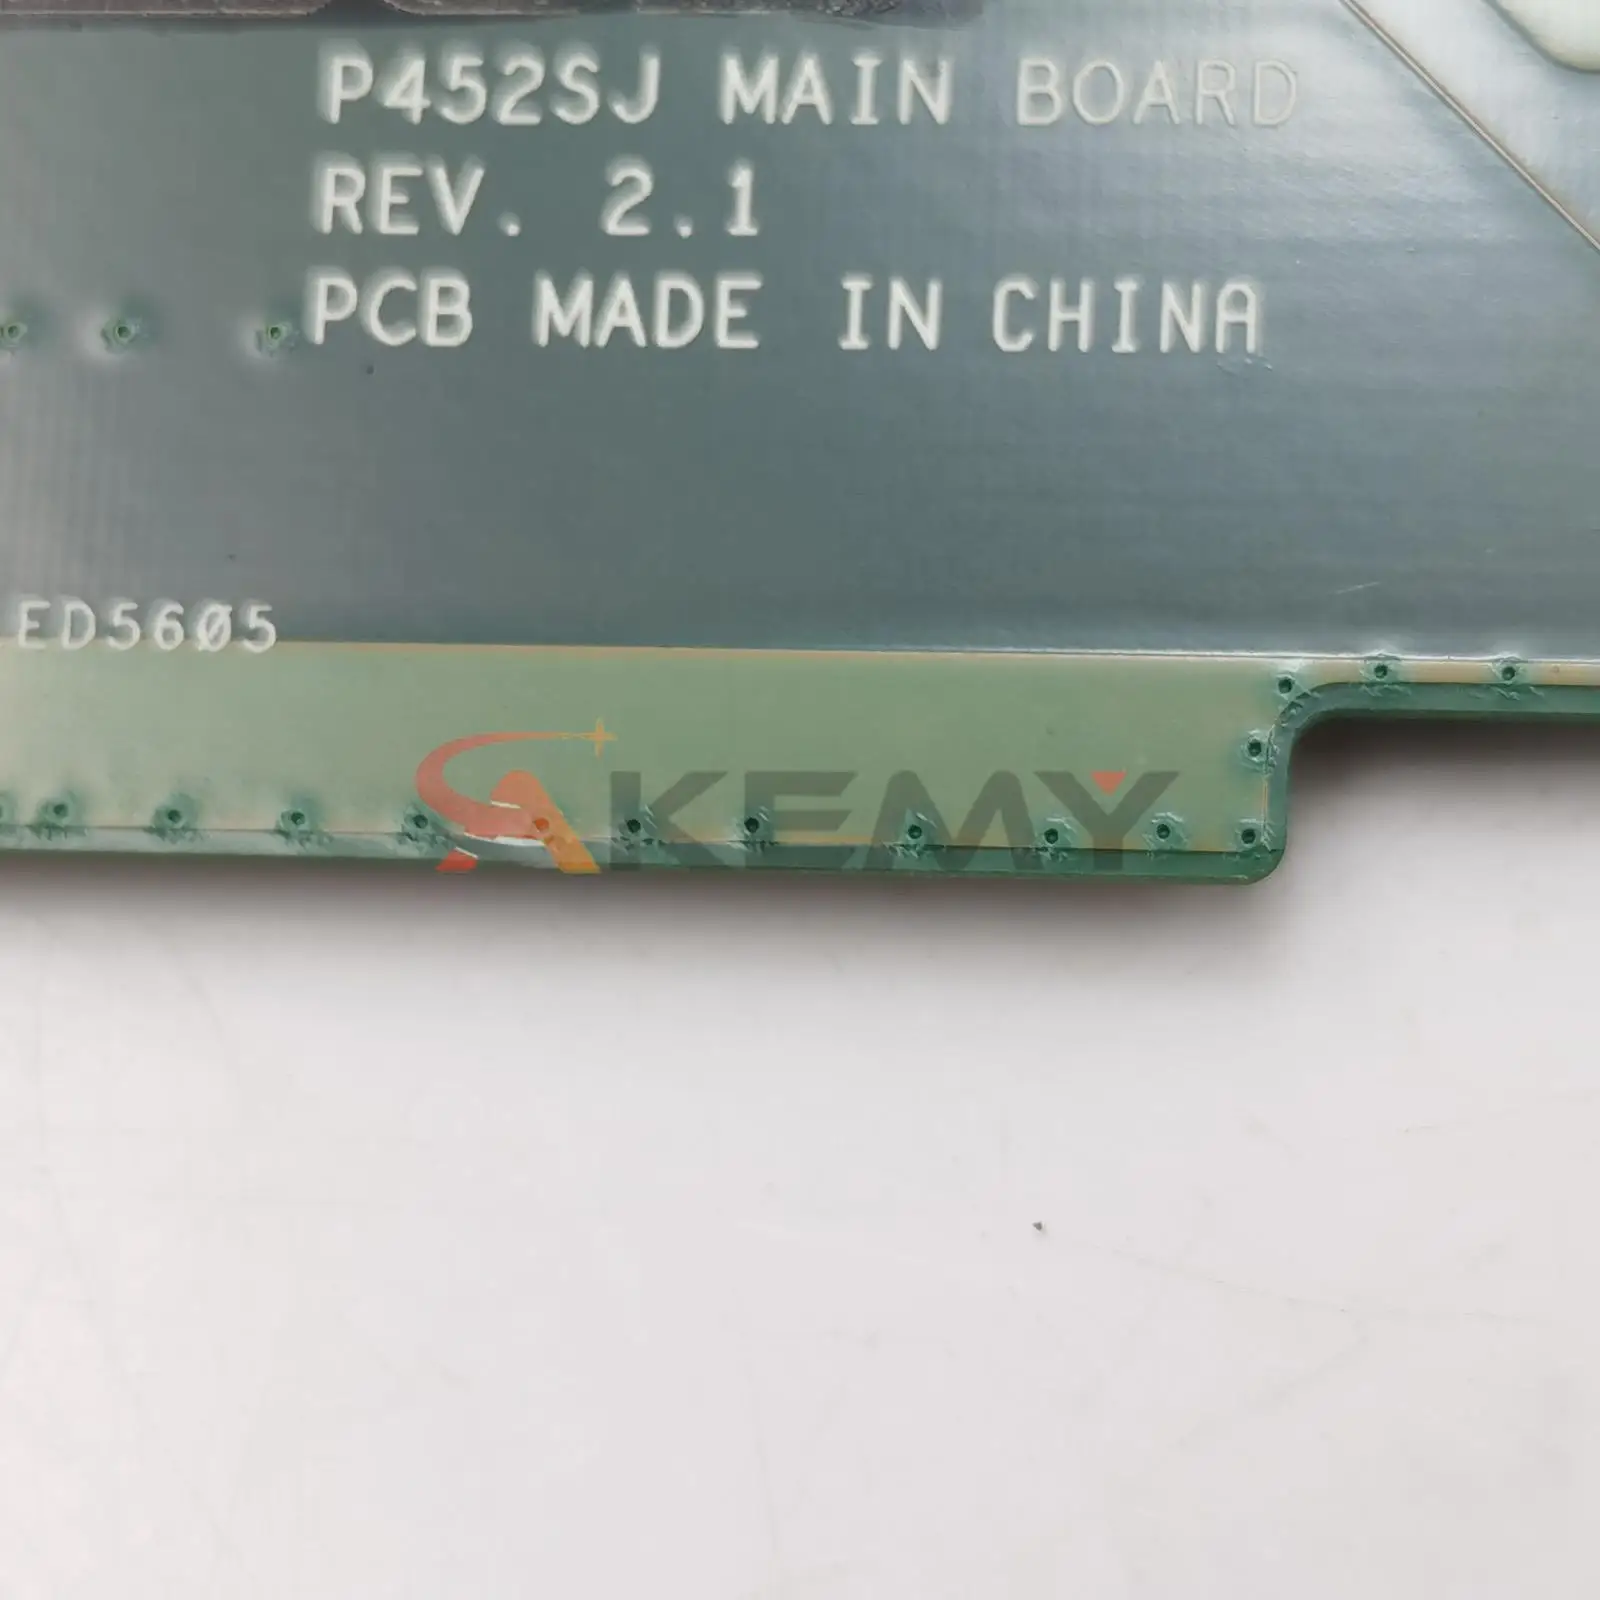 P452SJ MAIN BOARD
REV. 2.1
PCB MADE IN CHINA
ED5605
AKEMY